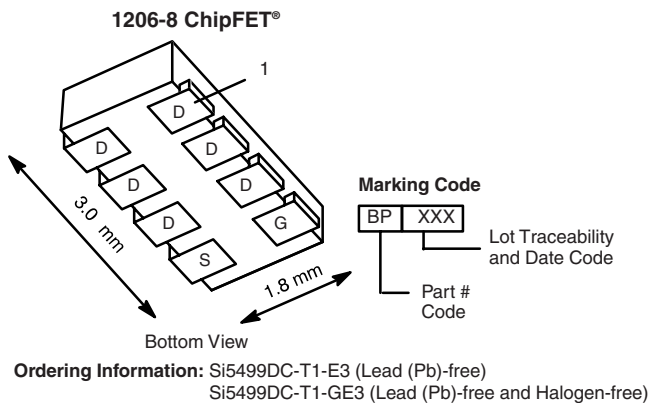 1206-8 ChipFET®
1
D
D
D
D
D
D
G
S
3.0 mm
1.8 mm
Bottom View
Marking Code
BP XXX
Lot Traceability
and Date Code
Part #
Code
Ordering Information: Si5499DC-T1-E3 (Lead (Pb)-free)
Si5499DC-T1-GE3 (Lead (Pb)-free and Halogen-free)